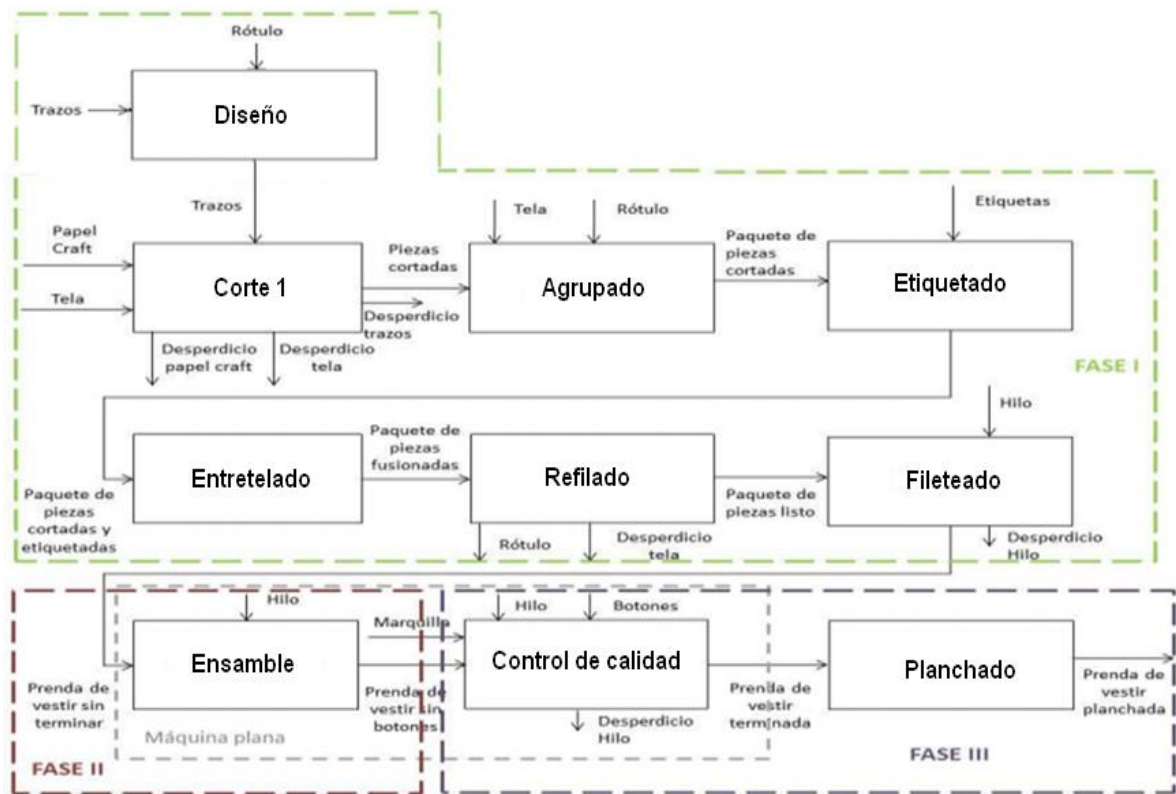 Rótulo
Trazos
Diseño
Trazos
Papel
Craft
Tela
Corte 1
Piezas
cortadas
Desperdicio
trazos
Desperdicio
papel craft
Desperdicio
tela
Tela
Rótulo
Agrupado
Paquete de
piezas
cortadas
Etiquetas
Etiquetado
FASE I
Paquete de
piezas
cortadas y
etiquetadas
Entretelado
Paquete de
piezas
fusionadas
Refilado
Rótulo
Desperdicio
tela
Paquete de
piezas listo
Hilo
Fileteado
Desperdicio
Hilo
Prenda de
vestir sin
terminar
Hilo
Ensamble
Marquilla
Prenda de
vestir sin
botones
Máquina plana
FASE II
Hilo
Botones
Control de calidad
Desperdicio
Hilo
Prenda de
vestir
terminada
Planchado
Prenda de
vestir
planchada
FASE III